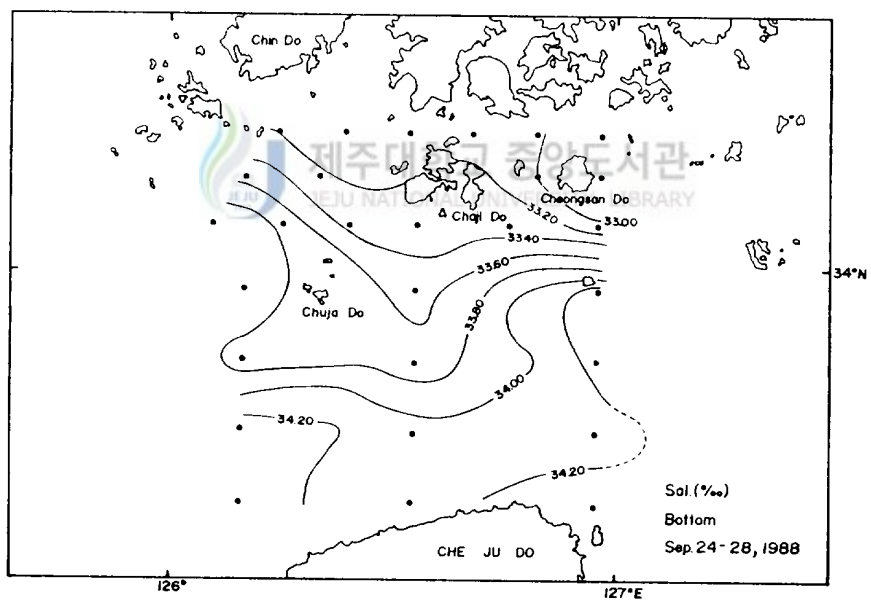 Chin Do
제주대학교 중앙도서관
JEJU NATIONAL UNIVERSITY LIBRARY
JEJU
Cheongsan Do
33.20
33.00
Chaji Do
33.40
33.60
34°N
Chuja Do
33.80
34.00
34.20
34.20
Sal.(‰)
Bottom
Sep. 24-28, 1988
CHE JU DO
126°
127°E